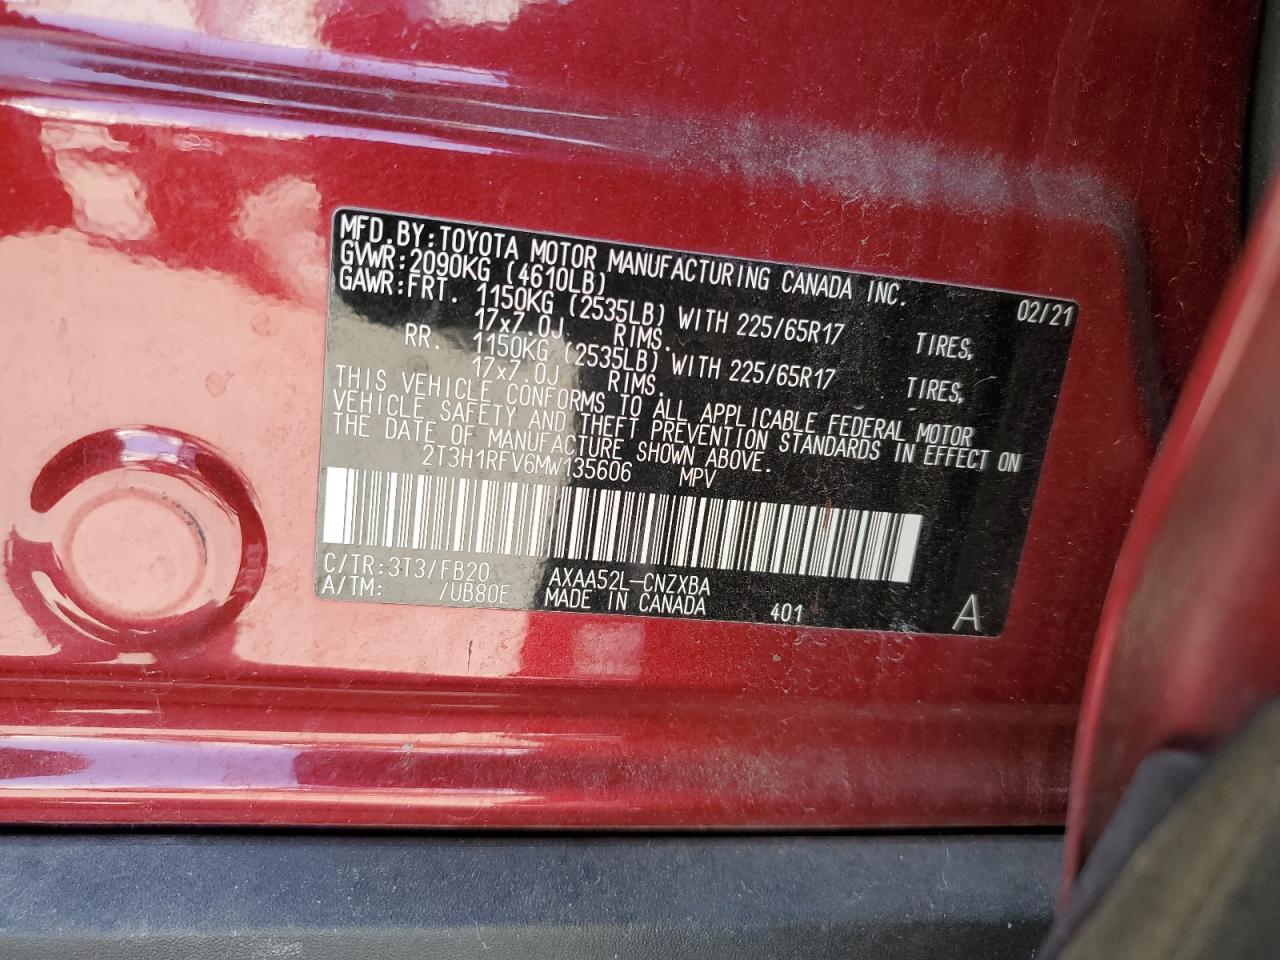 MFD.BY:TOYOTA MOTOR MANUFACTURING CANADA INC. 02/21
GVWR:2090KG (4610LB)
GAWR:FRT. 1150KG (2535LB) WITH 225/65R17 TIRES,
17x7.0J RIMS.
RR. 1150KG (2535LB) WITH 225/65R17 TIRES,
17x7.0J RIMS.
THIS VEHICLE CONFORMS TO ALL APPLICABLE FEDERAL MOTOR
VEHICLE SAFETY AND THEFT PREVENTION STANDARDS IN EFFECT ON
THE DATE OF MANUFACTURE SHOWN ABOVE.
2T3H1RFV6MW135606 MPV
C/TR:3T3/FB20 AXAA52L-CNZXBA
A/TM: /UB80E MADE IN CANADA 401 A